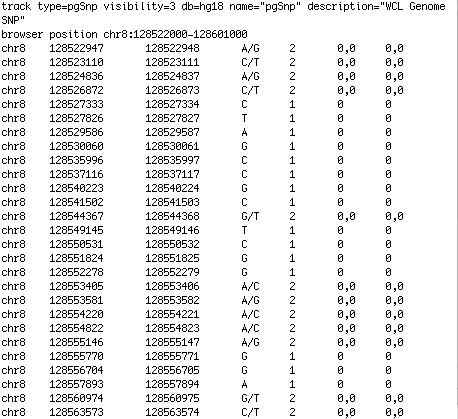 track type=pgSnp visibility=3 db=hg18 name="pgSnp" description="WCL Genome
SNP"
browser position chr8:128522000-128601000
chr8 128522947 128522948 A/G 2 0,0 0,0
chr8 128523110 128523111 C/T 2 0,0 0,0
chr8 128524836 128524837 A/G 2 0,0 0,0
chr8 128526872 128526873 C/T 2 0,0 0,0
chr8 128527333 128527334 C 1 0 0
chr8 128527826 128527827 T 1 0 0
chr8 128529586 128529587 A 1 0 0
chr8 128530060 128530061 G 1 0 0
chr8 128535996 128535997 C 1 0 0
chr8 128537116 128537117 C 1 0 0
chr8 128540223 128540224 G 1 0 0
chr8 128541502 128541503 C 1 0 0
chr8 128544367 128544368 G/T 2 0,0 0,0
chr8 128549145 128549146 T 1 0 0
chr8 128550531 128550532 C 1 0 0
chr8 128551824 128551825 G 1 0 0
chr8 128552278 128552279 G 1 0 0
chr8 128553405 128553406 A/C 2 0,0 0,0
chr8 128553581 128553582 A/G 2 0,0 0,0
chr8 128554220 128554221 A/C 2 0,0 0,0
chr8 128554822 128554823 A/C 2 0,0 0,0
chr8 128555146 128555147 A/G 2 0,0 0,0
chr8 128555770 128555771 G 1 0 0
chr8 128556704 128556705 G 1 0 0
chr8 128557893 128557894 A 1 0 0
chr8 128560974 128560975 G/T 2 0,0 0,0
chr8 128563573 128563574 C/T 2 0,0 0,0